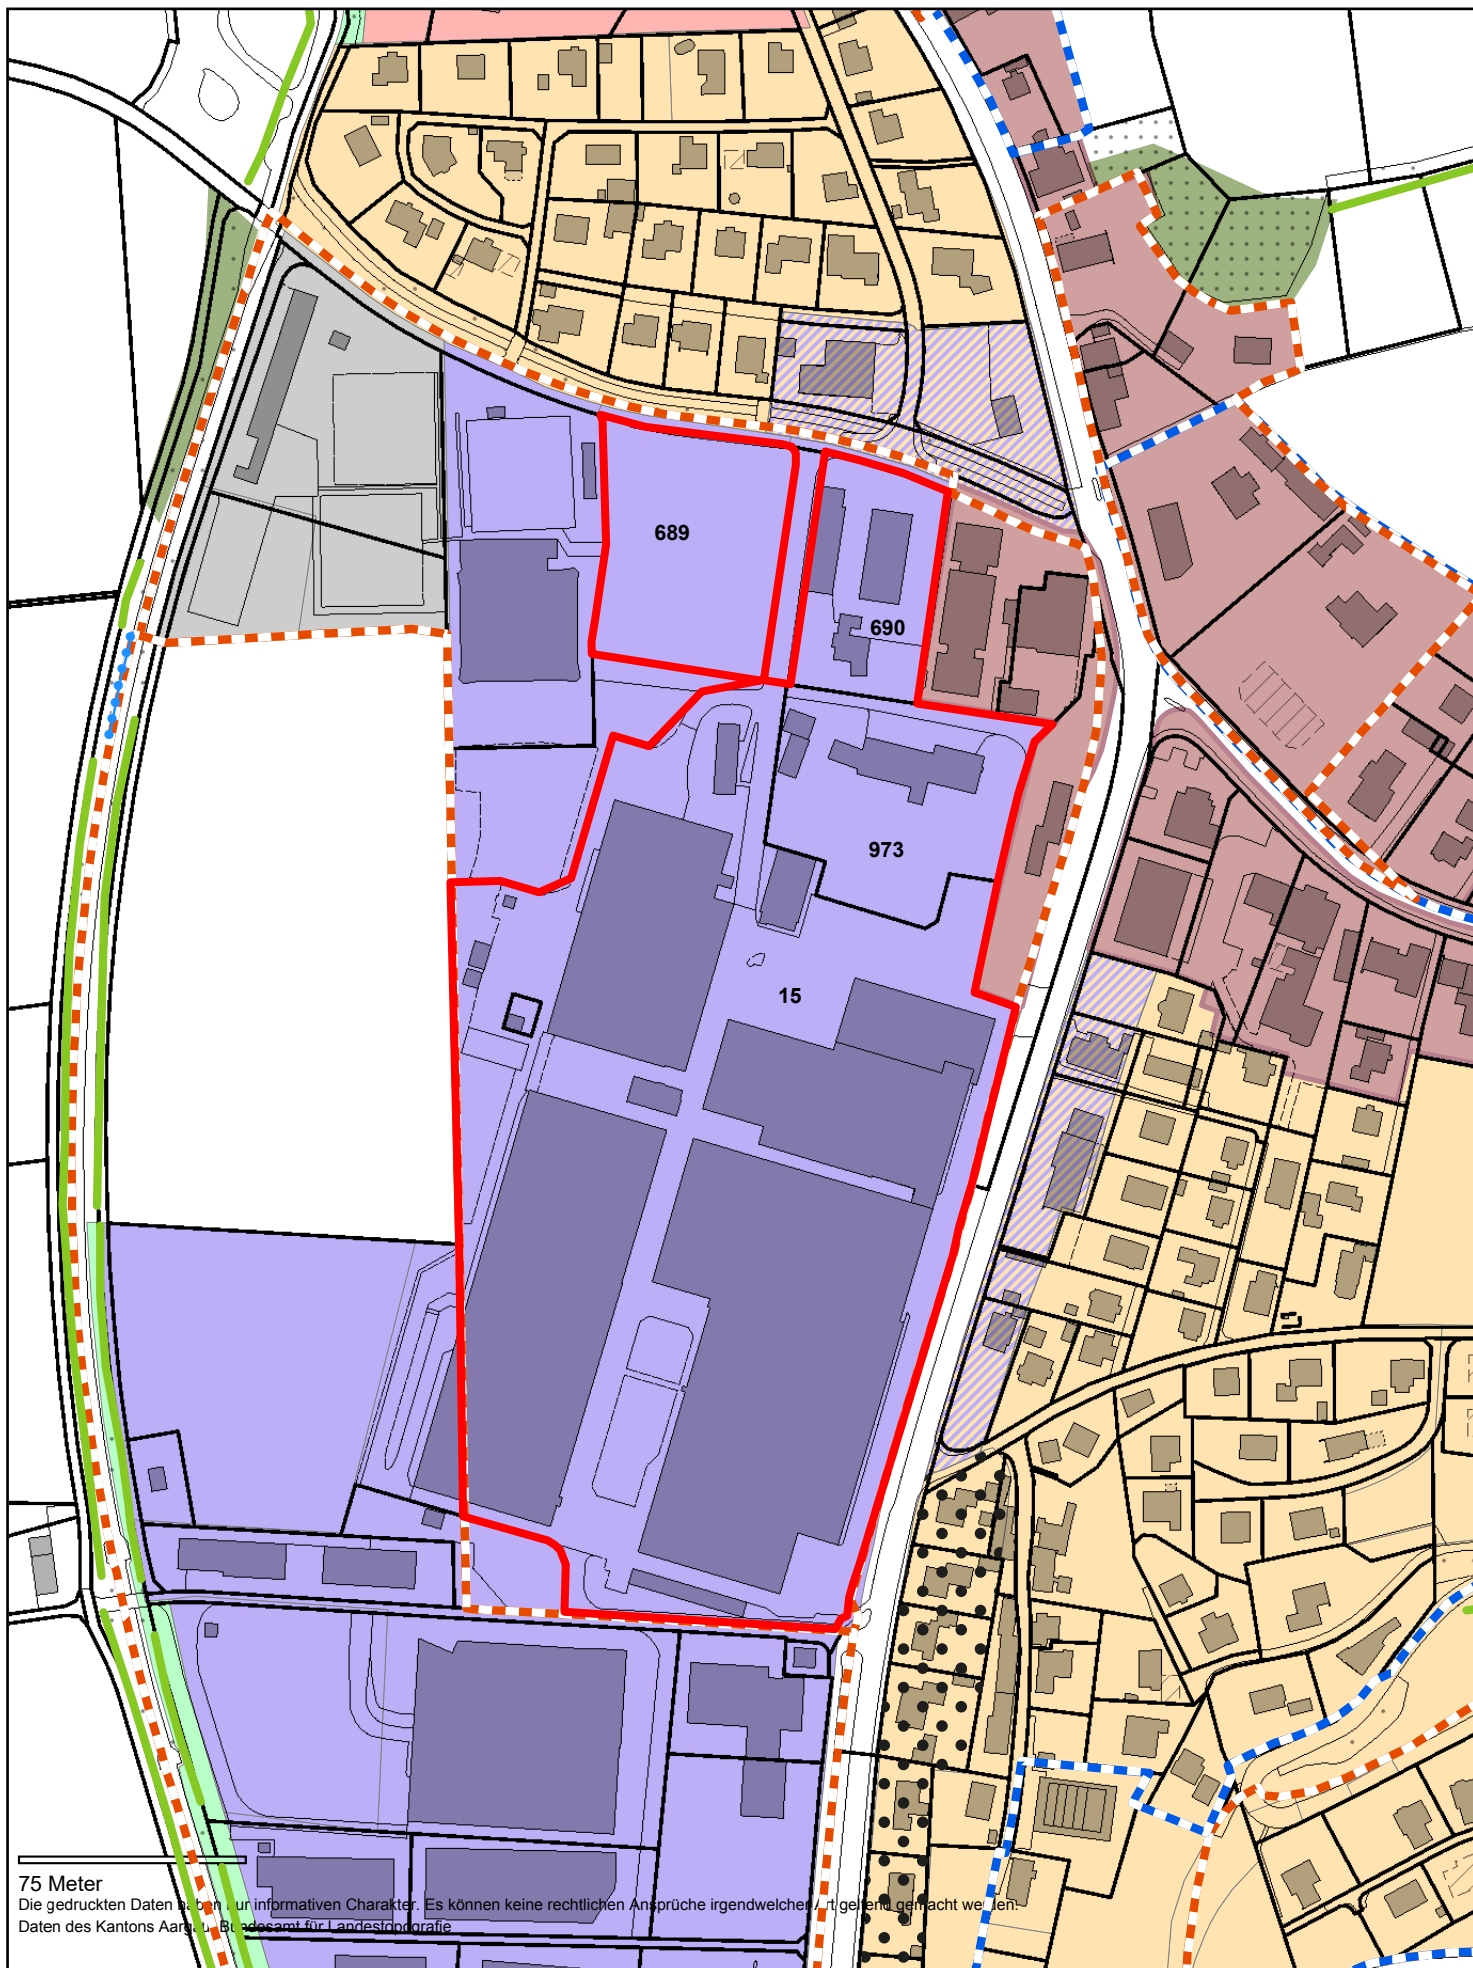 689
690
973
15
75 Meter
Die gedruckten Daten haben nur informativen Charakter. Es können keine rechtlichen Ansprüche irgendwelcher Art geltend gemacht werden!
Daten des Kantons Aargau, Bundesamt für Landestopografie